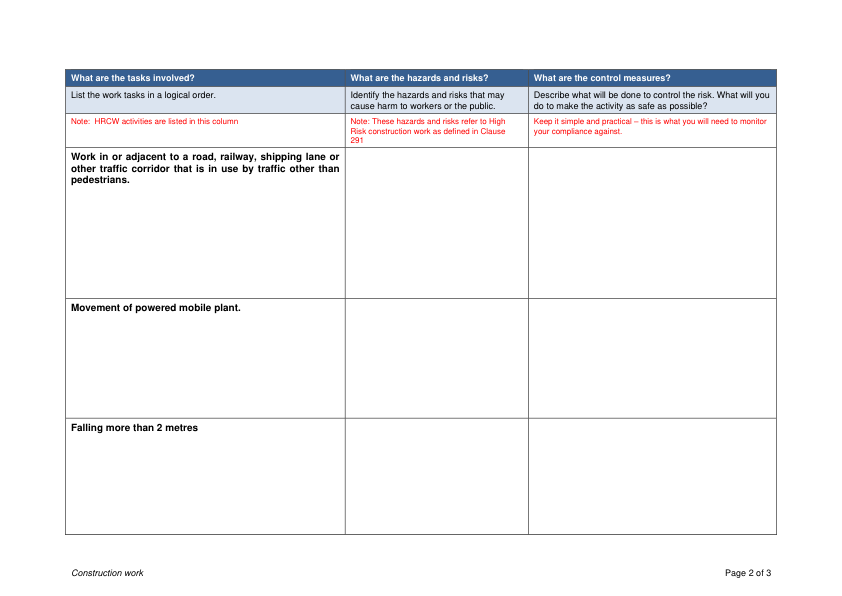 What are the tasks involved?
What are the hazards and risks?
What are the control measures?
List the work tasks in a logical order.
Identify the hazards and risks that may
cause harm to workers or the public.
Describe what will be done to control the risk. What will you
do to make the activity as safe as possible?
Note:  HRCW activities are listed in this column
Note: These hazards and risks refer to High
Risk construction work as defined in Clause
291
Keep it simple and practical – this is what you will need to monitor
your compliance against.
Work in or adjacent to a road, railway, shipping lane or
other traffic corridor that is in use by traffic other than
pedestrians.
Movement of powered mobile plant.
Falling more than 2 metres
Construction work
Page 2 of 3